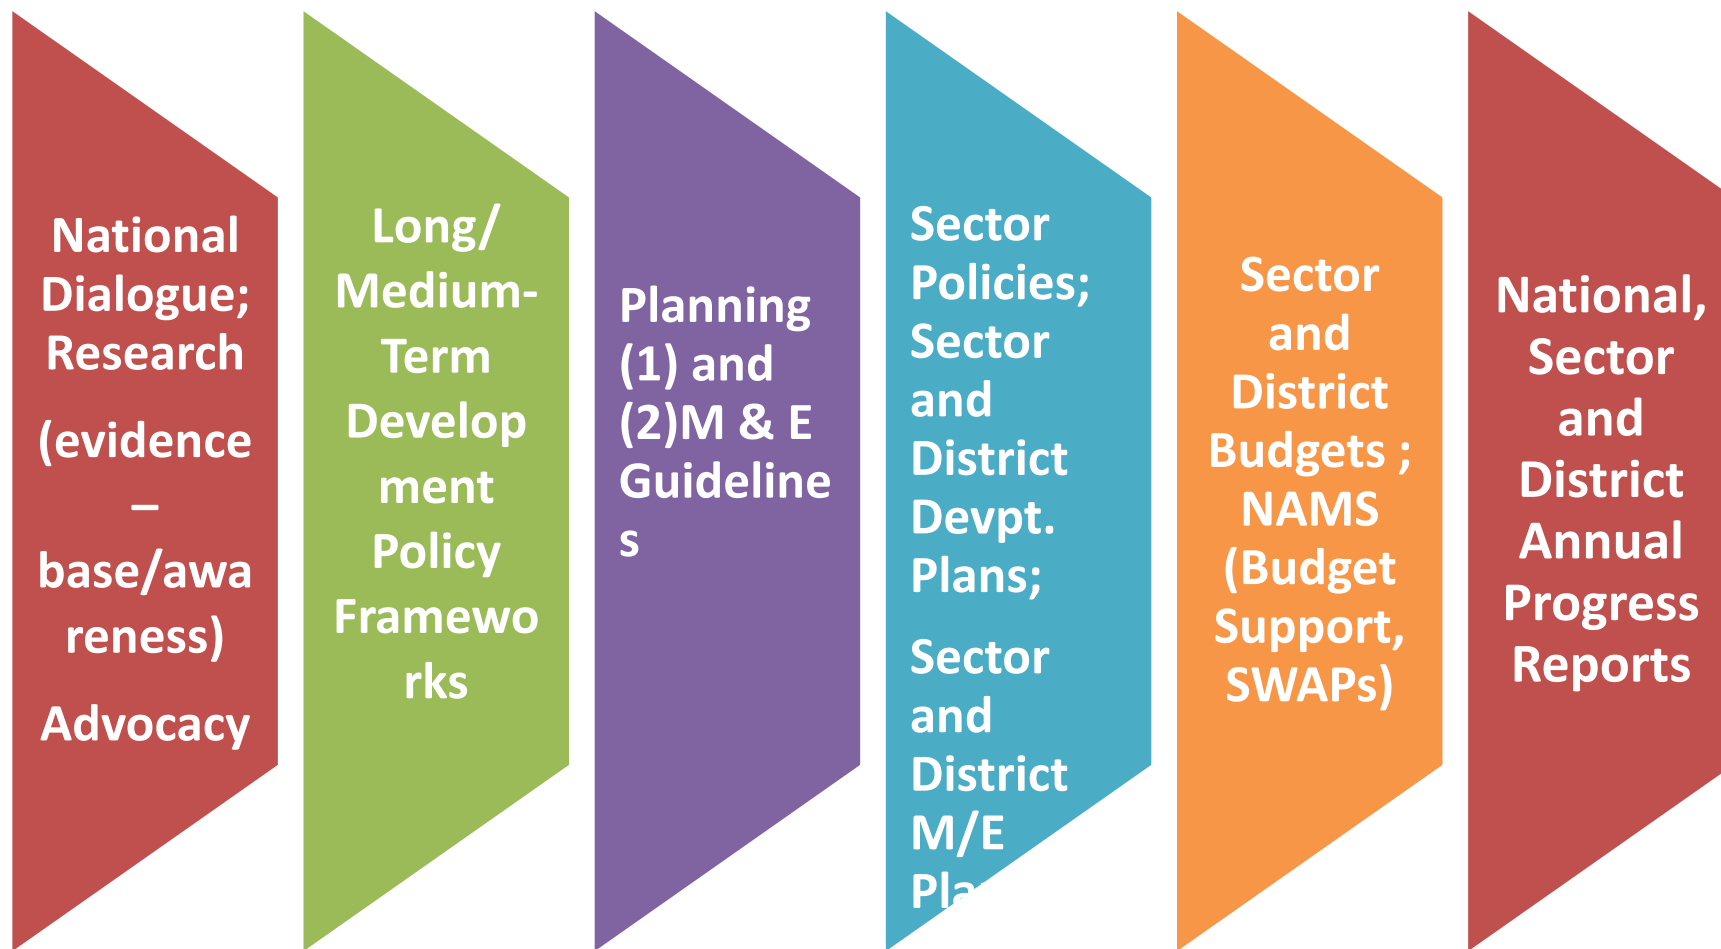 National
Dialogue;
Research
(evidence
–
base/awa
reness)
Advocacy
Long/
Medium-
Term
Develop
ment
Policy
Framewo
rks
Planning
(1) and
(2)M & E
Guideline
s
Sector
Policies;
Sector
and
District
Devpt.
Plans;
Sector
and
District
M/E
Sector
and
District
Budgets ;
NAMS
(Budget
Support,
SWAPs)
National,
Sector
and
District
Annual
Progress
Reports